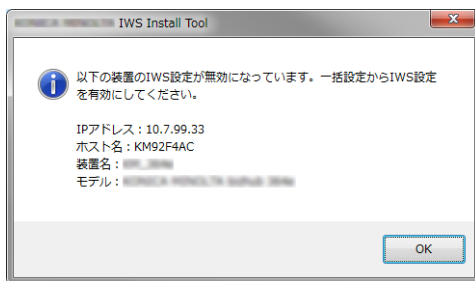 IWS Install Tool
以下の装置のIWS設定が無効になっています。一括設定からIWS設定
を有効にしてください。
IPアドレス：10.7.99.33
ホスト名：KM92F4AC
装置名：
モデル：
OK